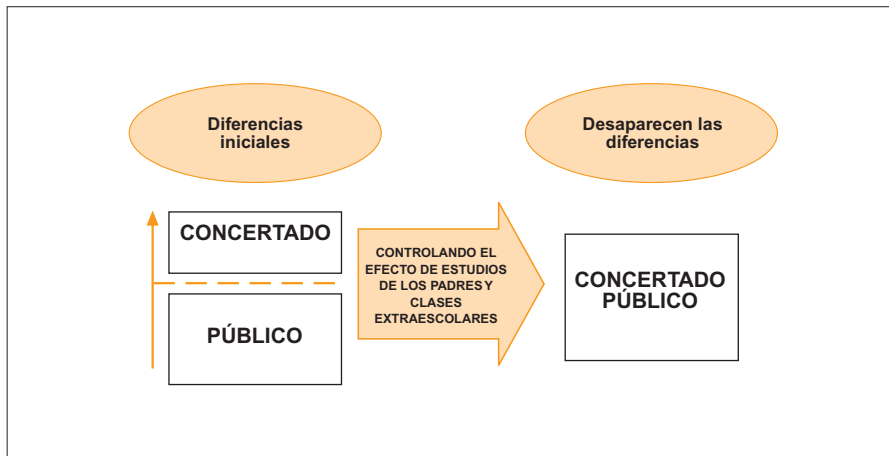 Diferencias
iniciales
Desaparecen las
diferencias
CONCERTADO
PÚBLICO
CONTROLANDO EL
EFECTO DE ESTUDIOS
DE LOS PADRES Y
CLASES
EXTRAESCOLARES
CONCERTADO
PÚBLICO